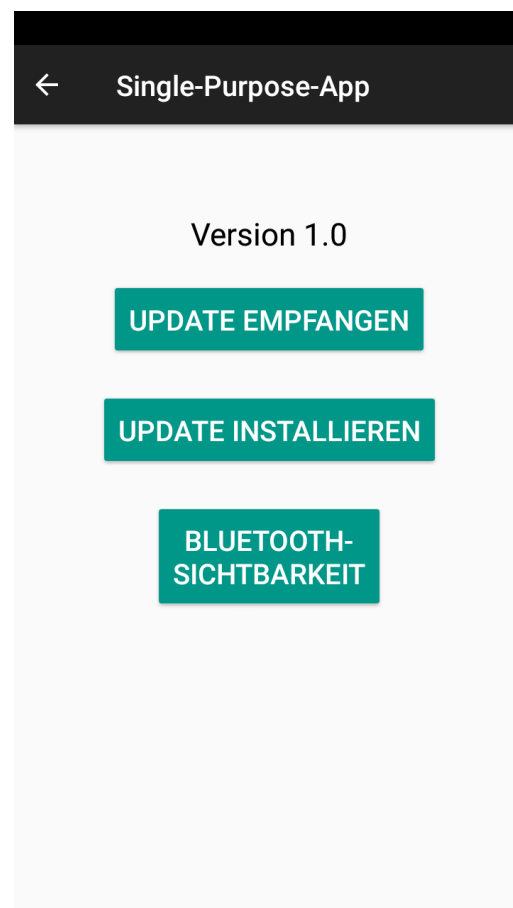 Single-Purpose-App
Version 1.0
UPDATE EMPFANGEN
UPDATE INSTALLIEREN
BLUETOOTH-
SICHTBARKEIT